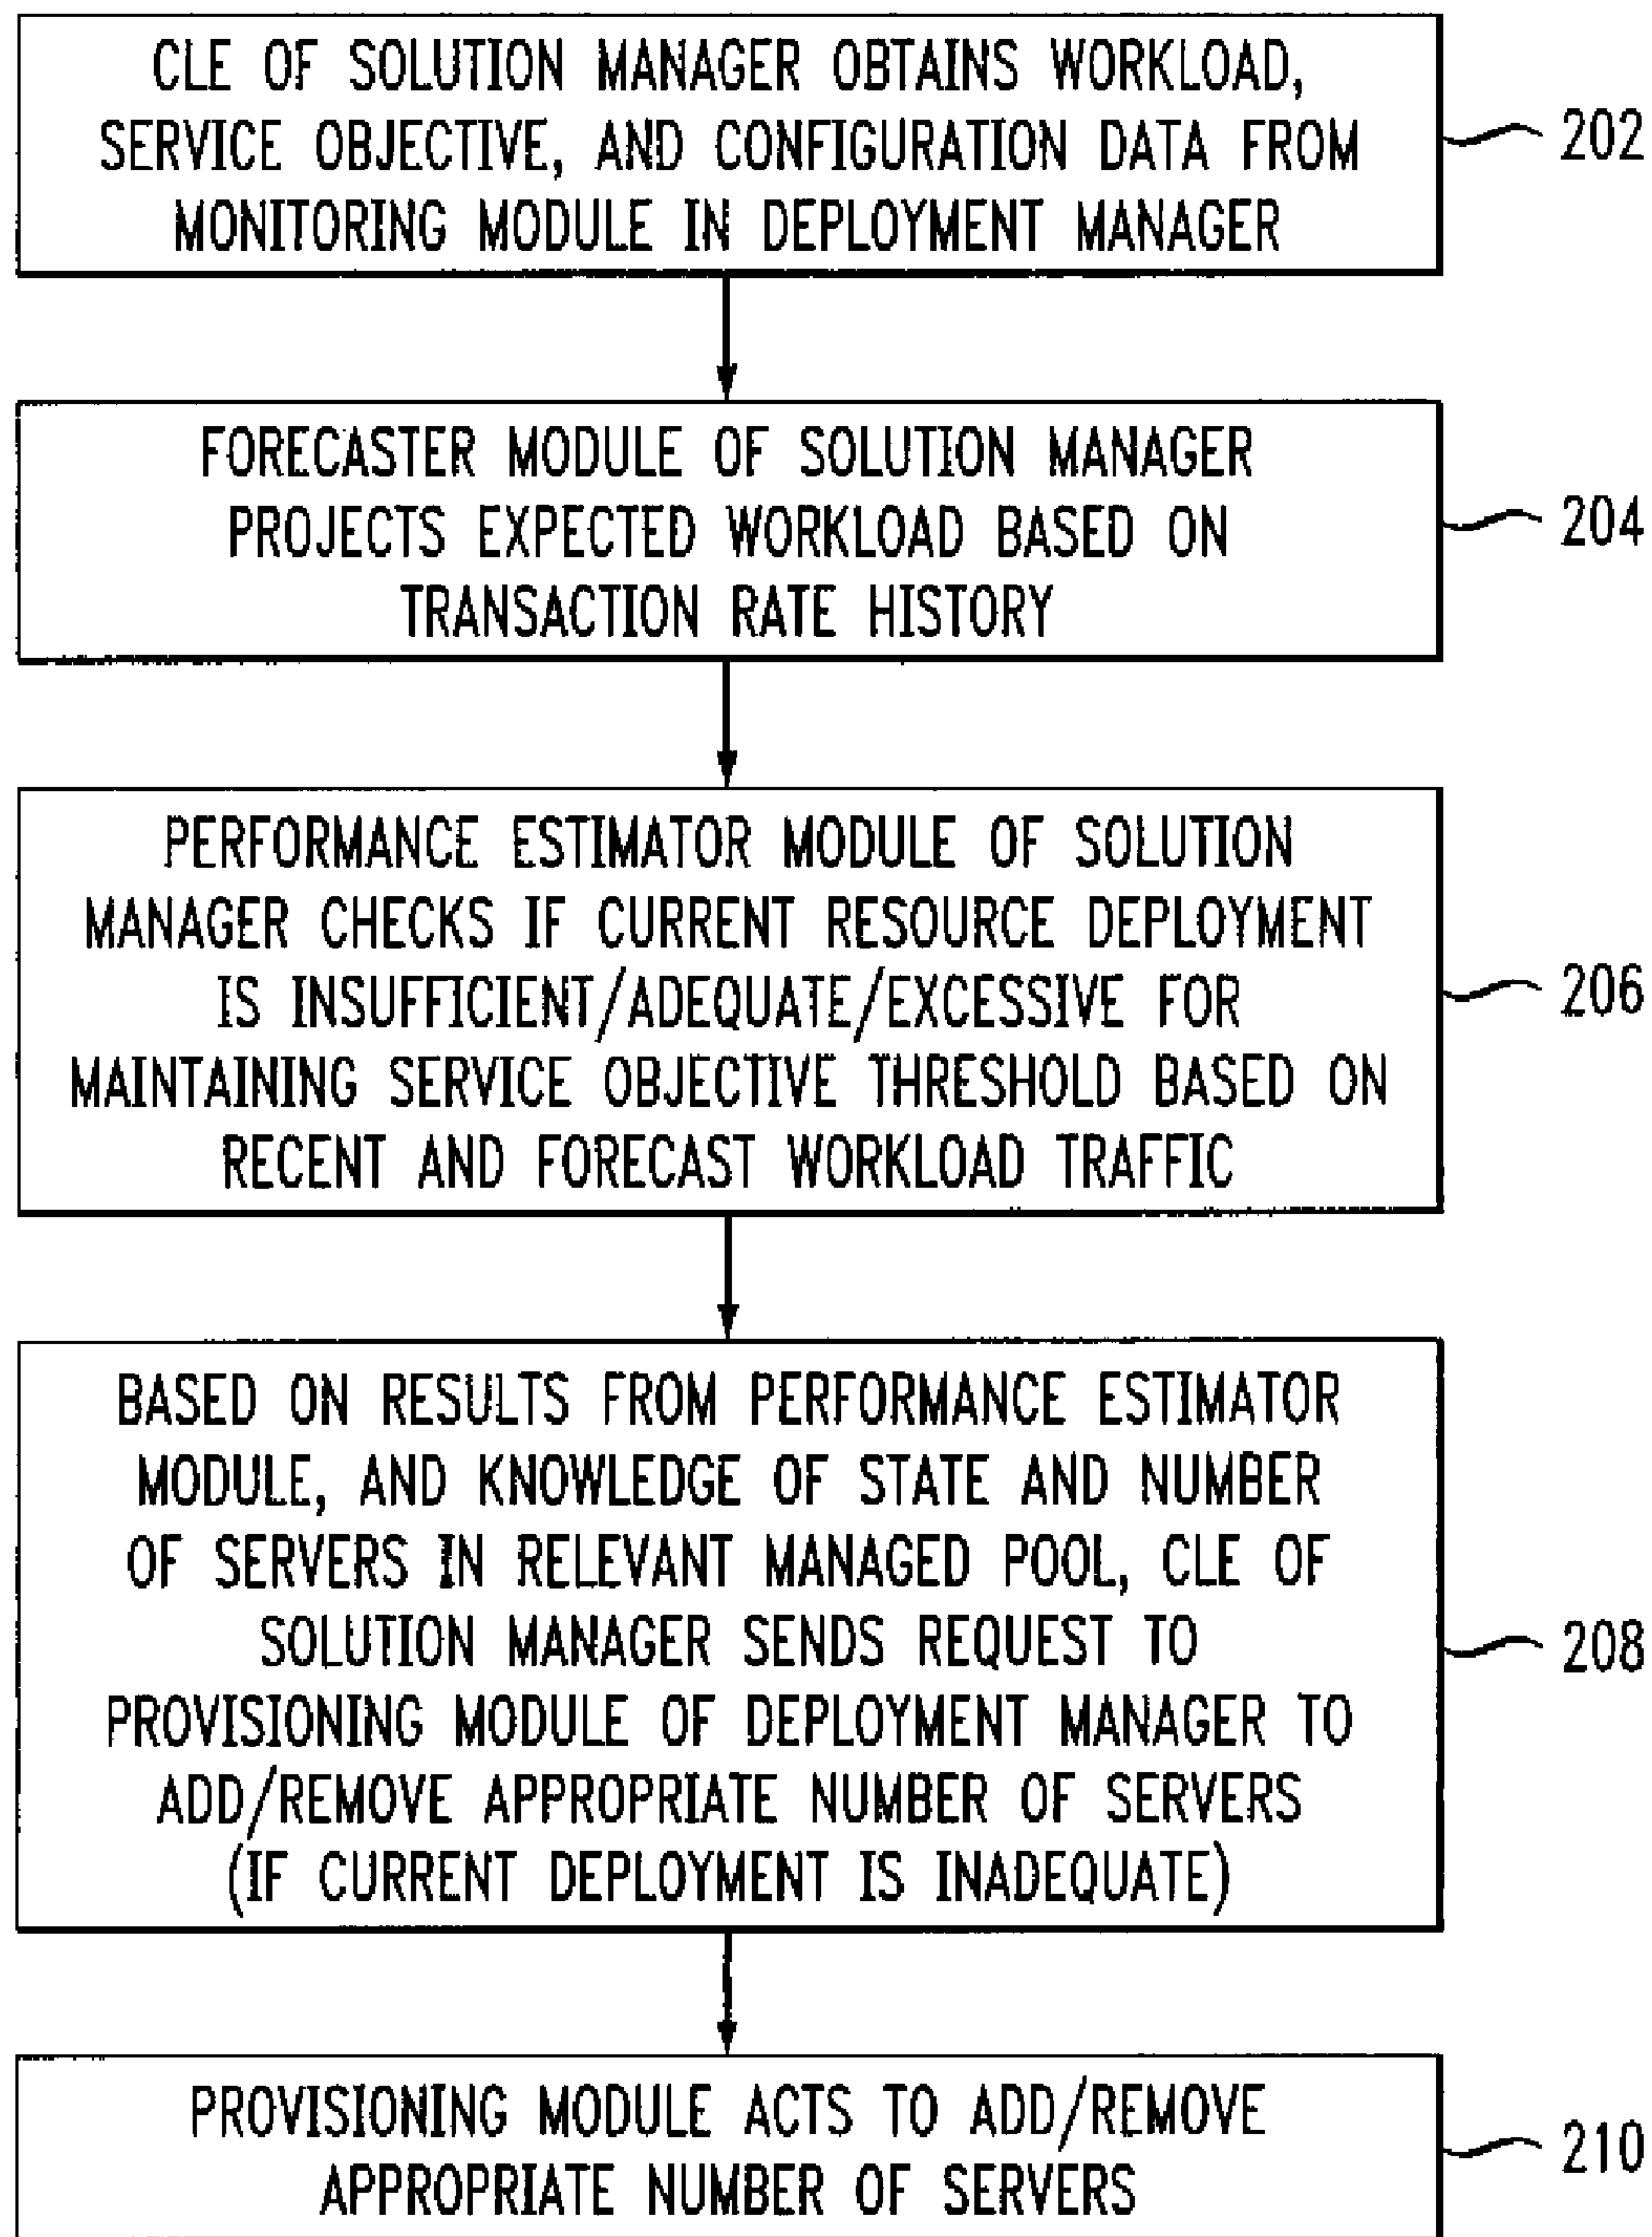 CLE OF SOLUTION MANAGER OBTAINS WORKLOAD,
SERVICE OBJECTIVE, AND CONFIGURATION DATA FROM
MONITORING MODULE IN DEPLOYMENT MANAGER
202
FORECASTER MODULE OF SOLUTION MANAGER
PROJECTS EXPECTED WORKLOAD BASED ON
TRANSACTION RATE HISTORY
204
PERFORMANCE ESTIMATOR MODULE OF SOLUTION
MANAGER CHECKS IF CURRENT RESOURCE DEPLOYMENT
IS INSUFFICIENT/ADEQUATE/EXCESSIVE FOR
MAINTAINING SERVICE OBJECTIVE THRESHOLD BASED ON
RECENT AND FORECAST WORKLOAD TRAFFIC
206
BASED ON RESULTS FROM PERFORMANCE ESTIMATOR
MODULE, AND KNOWLEDGE OF STATE AND NUMBER
OF SERVERS IN RELEVANT MANAGED POOL, CLE OF
SOLUTION MANAGER SENDS REQUEST TO
PROVISIONING MODULE OF DEPLOYMENT MANAGER TO
ADD/REMOVE APPROPRIATE NUMBER OF SERVERS
(IF CURRENT DEPLOYMENT IS INADEQUATE)
208
PROVISIONING MODULE ACTS TO ADD/REMOVE
APPROPRIATE NUMBER OF SERVERS
210